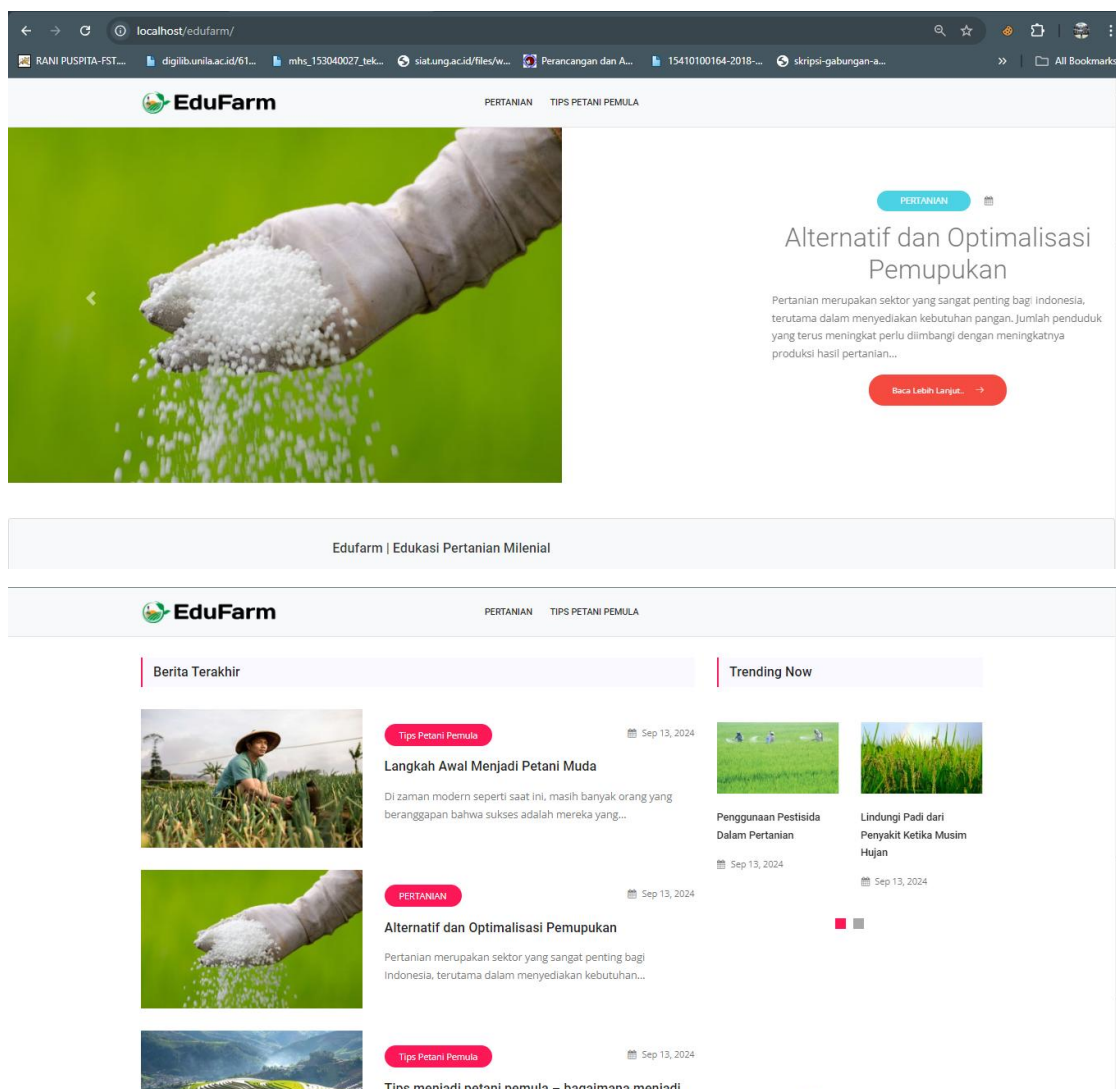 localhost/edufarm/
RANI PUSPITA-FST....
digilib.unila.ac.id/61...
mhs_153040027_tek...
siat.ung.ac.id/files/w...
Perancangan dan A...
15410100164-2018-...
skripsi-gabungan-a...
»
All Bookmarks
EduFarm
PERTANIAN
TIPS PETANI PEMULA
PERTANIAN
Alternatif dan Optimalisasi
Pemupukan
Pertanian merupakan sektor yang sangat penting bagi indonesia,
terutama dalam menyediakan kebutuhan pangan. Jumlah penduduk
yang terus meningkat perlu diimbangi dengan meningkatnya
produksi hasil pertanian...
Baca Lebih Lanjut..
Edufarm | Edukasi Pertanian Milenial
EduFarm
PERTANIAN
TIPS PETANI PEMULA
Berita Terakhir
Tips Petani Pemula
Sep 13, 2024
Langkah Awal Menjadi Petani Muda
Di zaman modern seperti saat ini, masih banyak orang yang
beranggapan bahwa sukses adalah mereka yang...
PERTANIAN
Sep 13, 2024
Alternatif dan Optimalisasi Pemupukan
Pertanian merupakan sektor yang sangat penting bagi
Indonesia, terutama dalam menyediakan kebutuhan...
Tips Petani Pemula
Sep 13, 2024
Tips menjadi petani pemula – bagaimana menjadi
Trending Now
Penggunaan Pestisida
Dalam Pertanian
Sep 13, 2024
Lindungi Padi dari
Penyakit Ketika Musim
Hujan
Sep 13, 2024